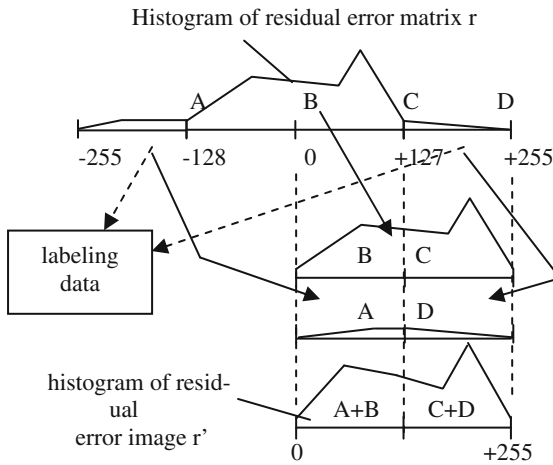 Histogram of residual error matrix r
A B C D
-255 -128 0 +127 +255
labeling
data
B C
A D
histogram of resid-
ual
error image r’
A+B C+D
0 +255